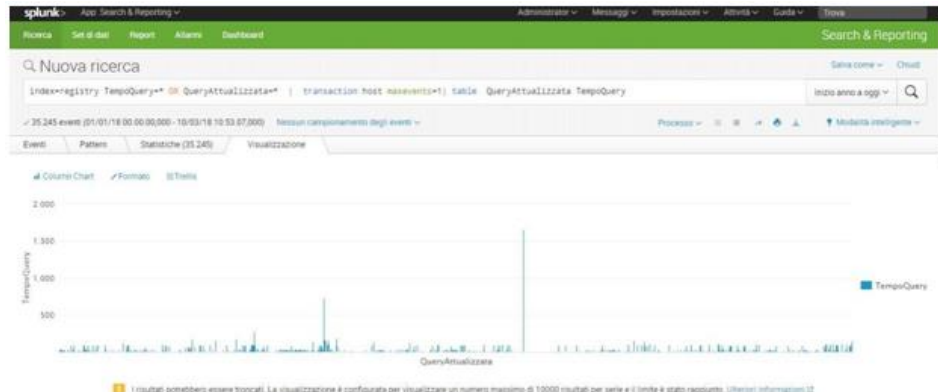 splunk> App: Search & Reporting Administrator Messaggi Impostazioni Attività Guida Trova
Ricerca Set di dati Report Allarmi Dashboard Search & Reporting
Nuova ricerca Salva come Chiudi
index=registry TempoQuery=* OR QueryAttualizzata=* | transaction host maxevents=1| table QueryAttualizzata TempoQuery inizio anno a oggi
35.245 eventi (01/01/18 00.00.00,000 - 10/03/18 10.53.07,000) Nessun campionamento degli eventi Processo Modalità intelligente
Eventi Pattern Statistiche (35.245) Visualizzazione
Column Chart Formato Trellis
2.000
1.500
1.000
500
TempoQuery
TempoQuery
QueryAttualizzata
I risultati potrebbero essere troncati. La visualizzazione è configurata per visualizzare un numero massimo di 10000 risultati per serie e il limite è stato raggiunto. Ulteriori informazioni